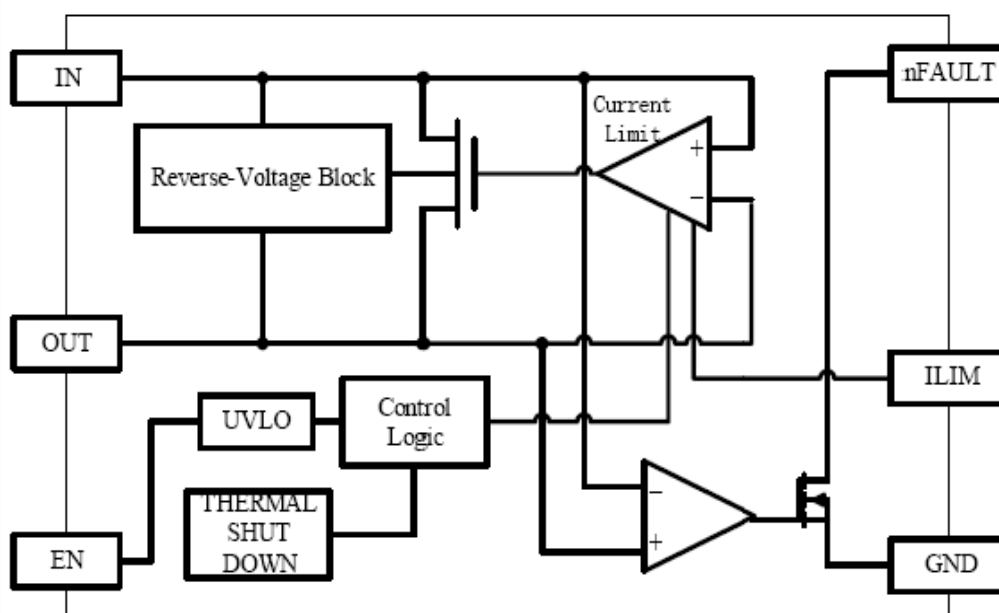 IN
nFAULT
Current
Limit
+
−
Reverse-Voltage Block
OUT
ILIM
UVLO
Control
Logic
−
+
THERMAL
SHUT
DOWN
EN
GND